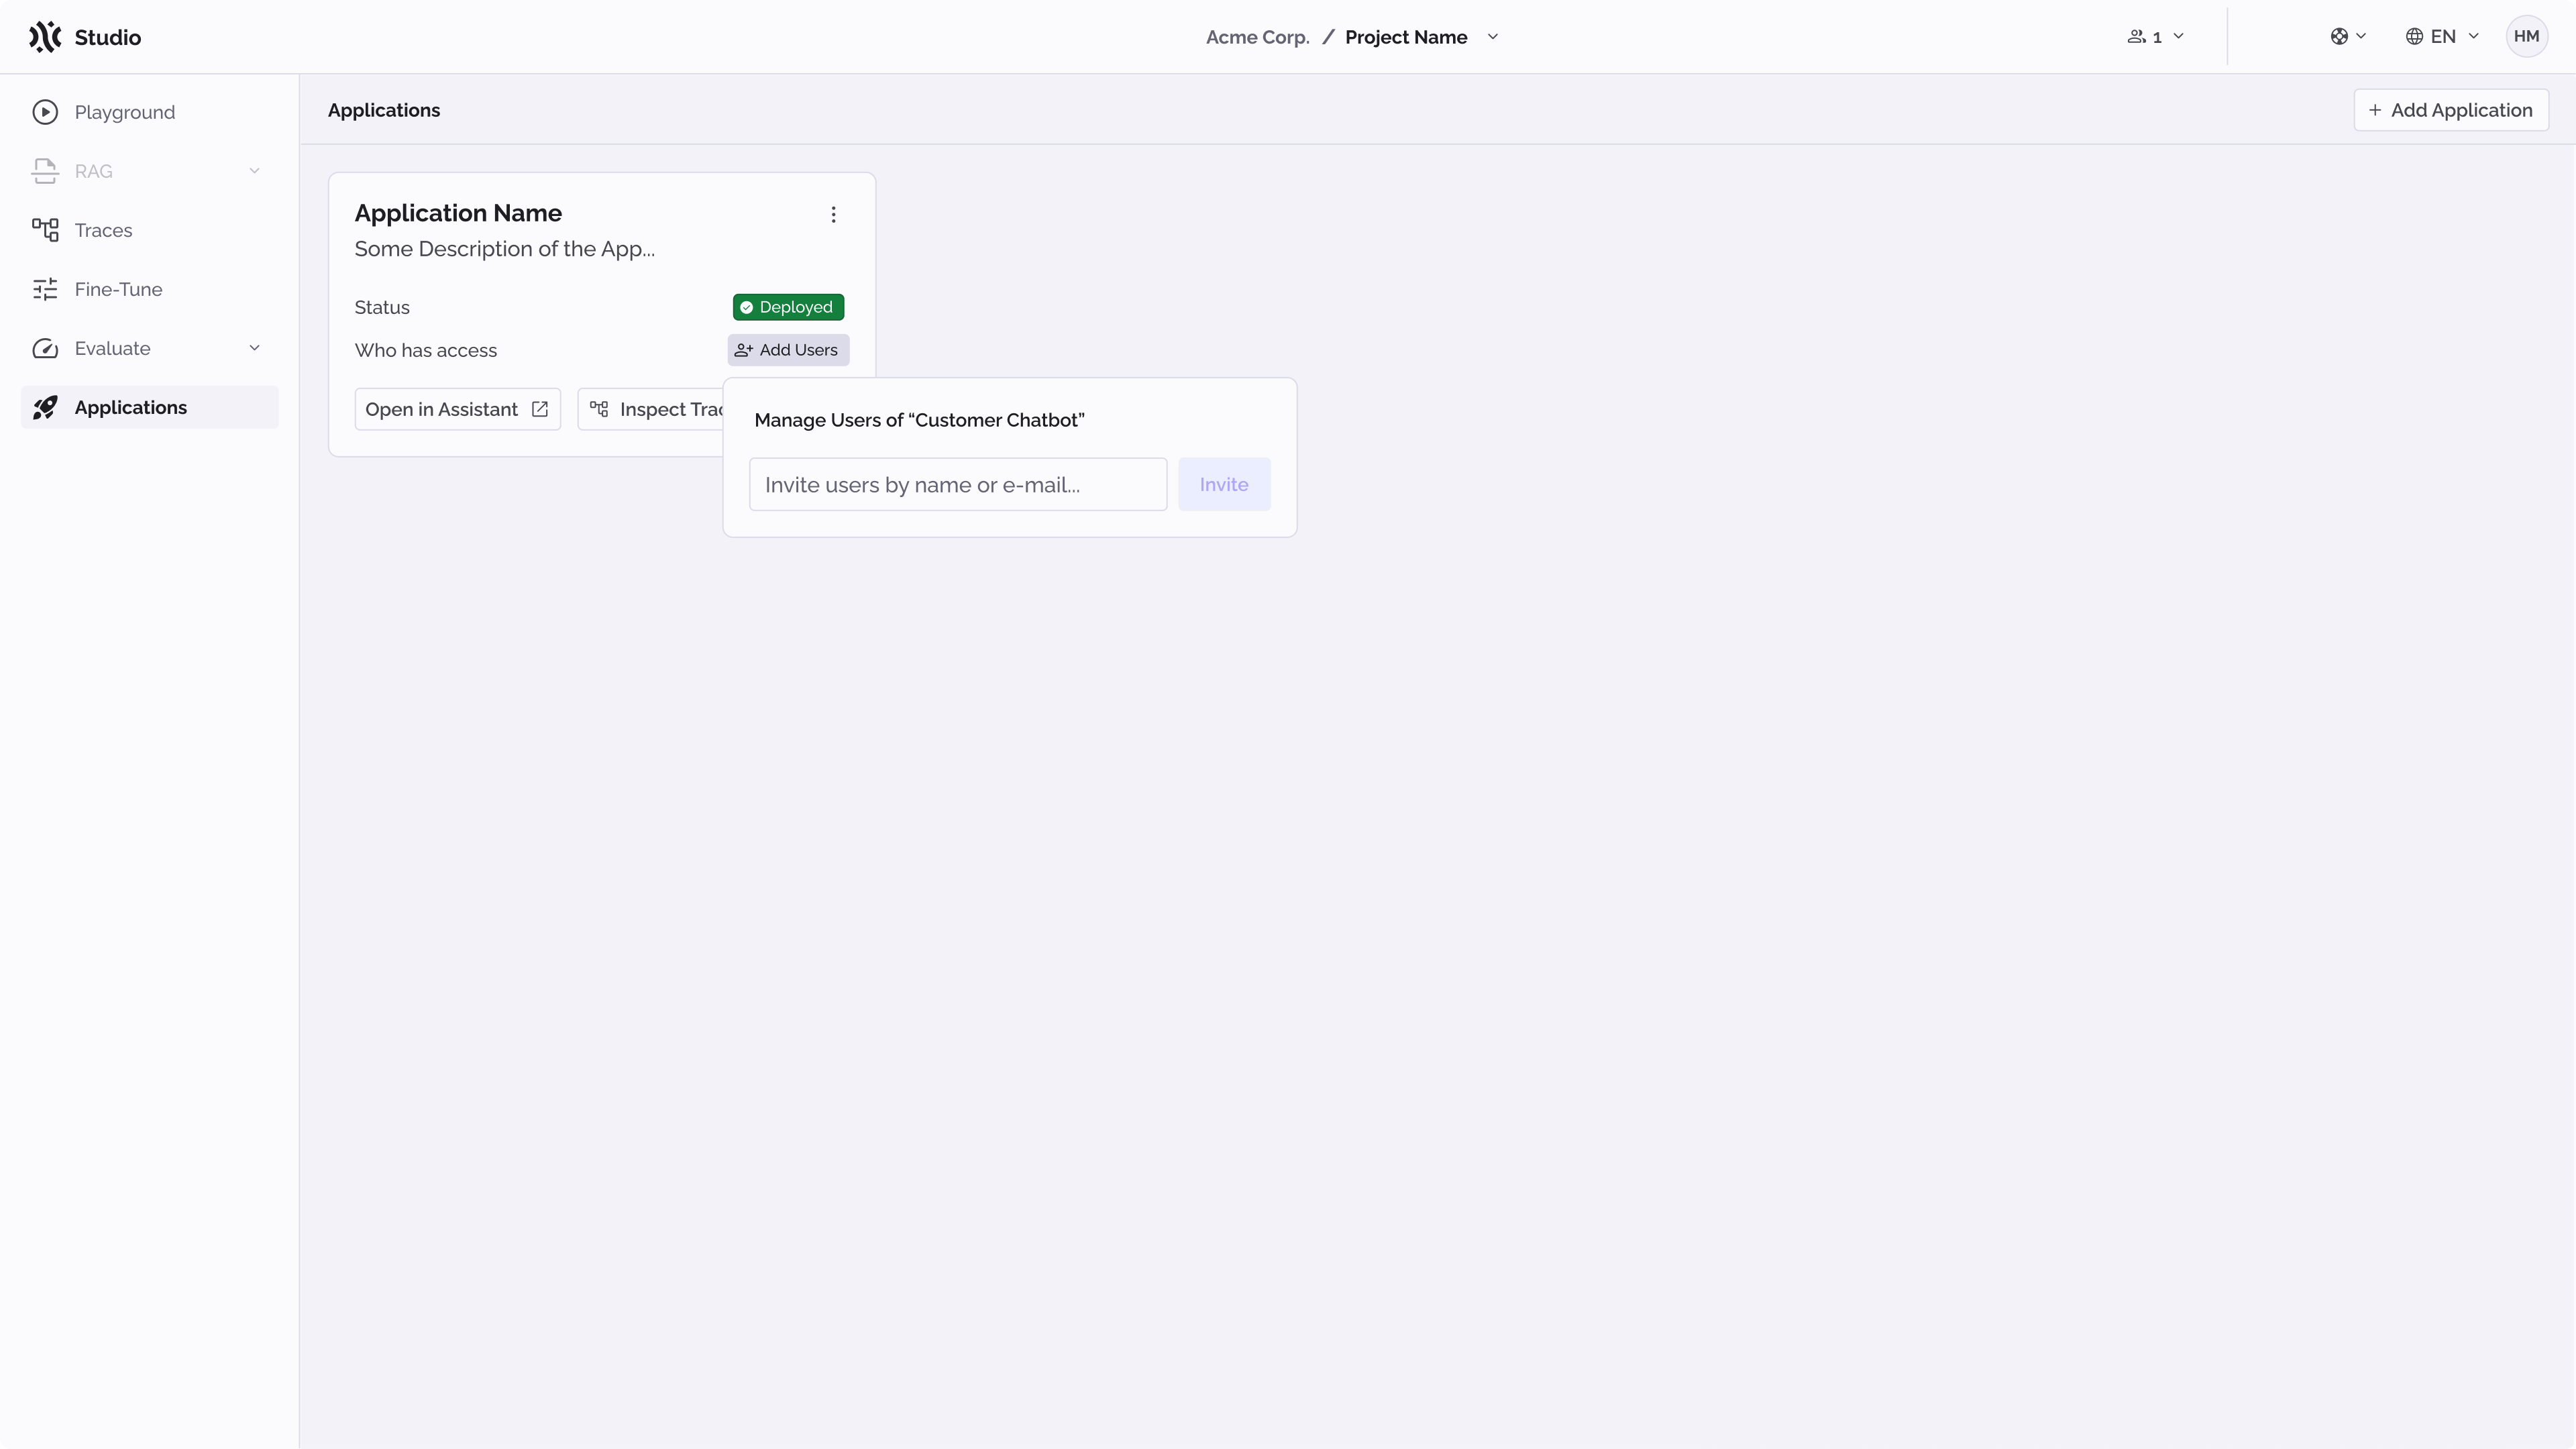 Studio
Acme Corp. / Project Name
1
EN
HM
Playground
RAG
Traces
Fine-Tune
Evaluate
Applications
Applications
+ Add Application
Application Name
Some Description of the App...
Status
Deployed
Who has access
Add Users
Open in Assistant
Inspect
Manage Users of “Customer Chatbot”
Invite users by name or e-mail...
Invite